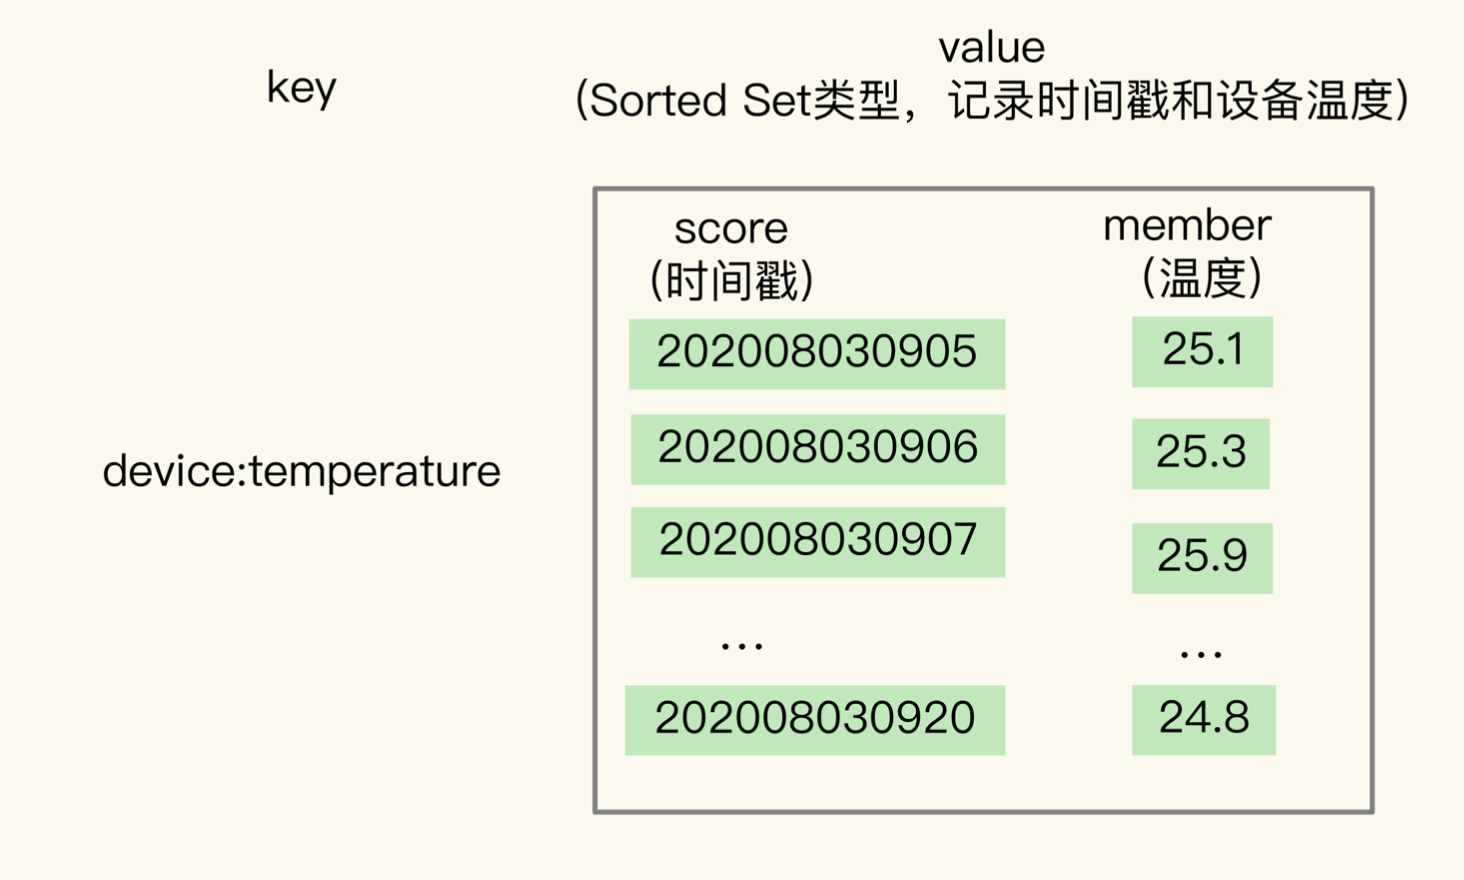 key
value
(Sorted Set类型，记录时间戳和设备温度)
score
(时间戳)
member
(温度)
202008030905 25.1
202008030906 25.3
device:temperature
202008030907 25.9
... ...
202008030920 24.8